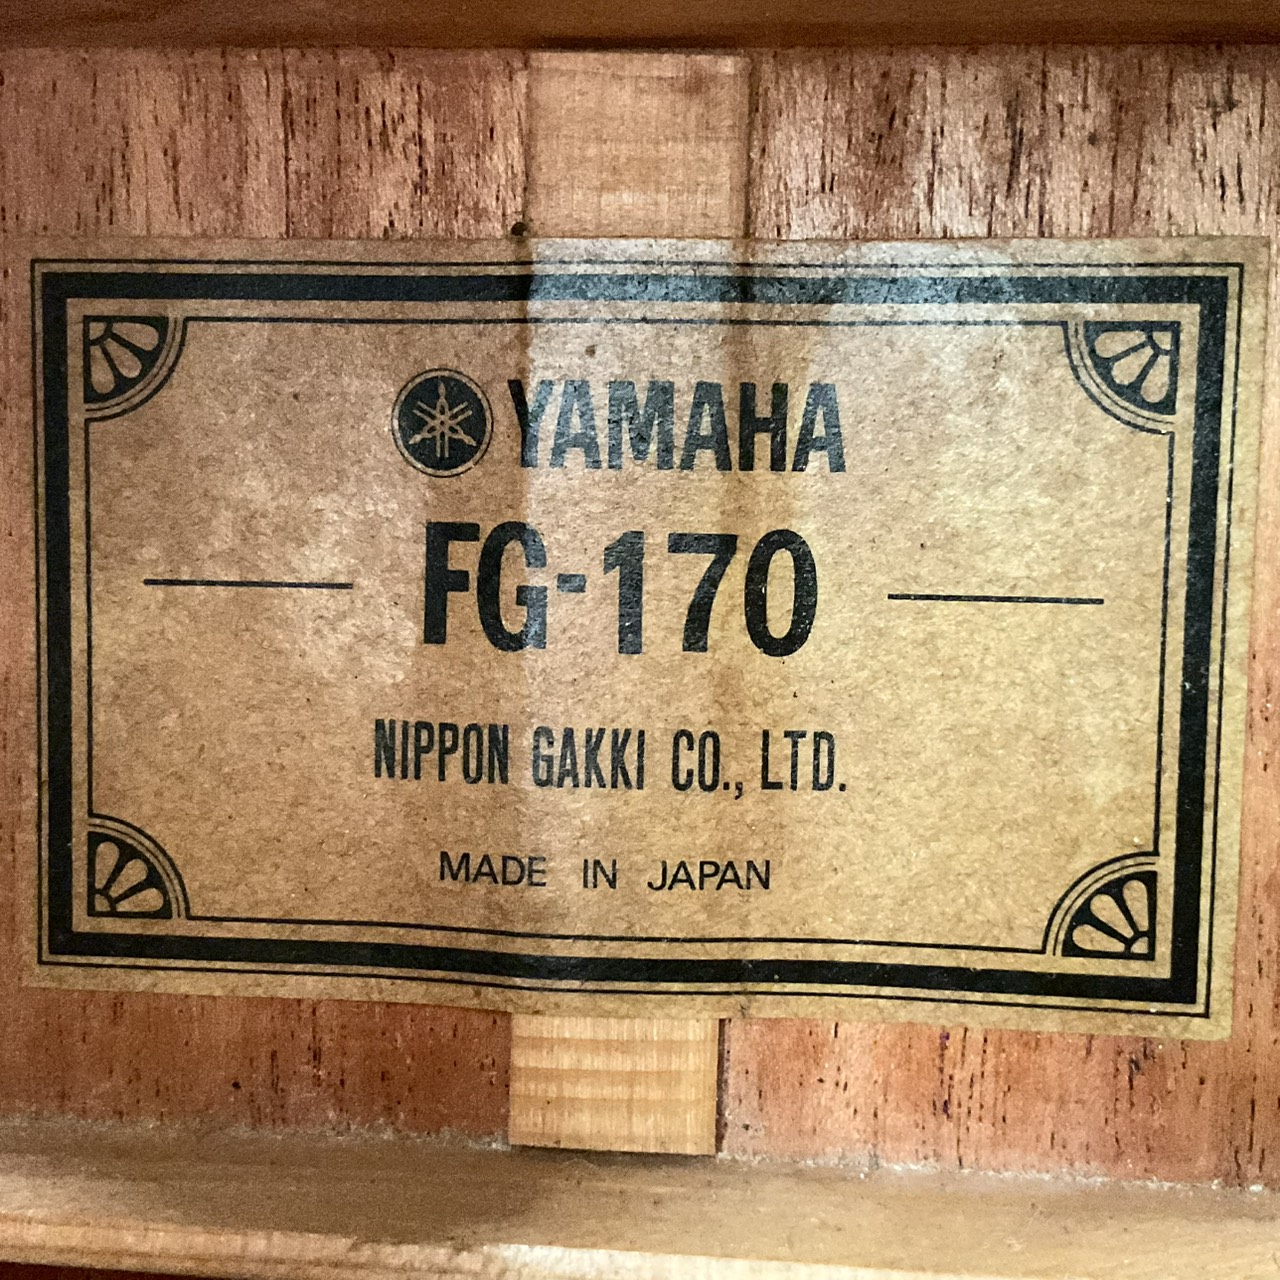 YAMAHA
FG-170
NIPPON GAKKI CO., LTD.
MADE IN JAPAN